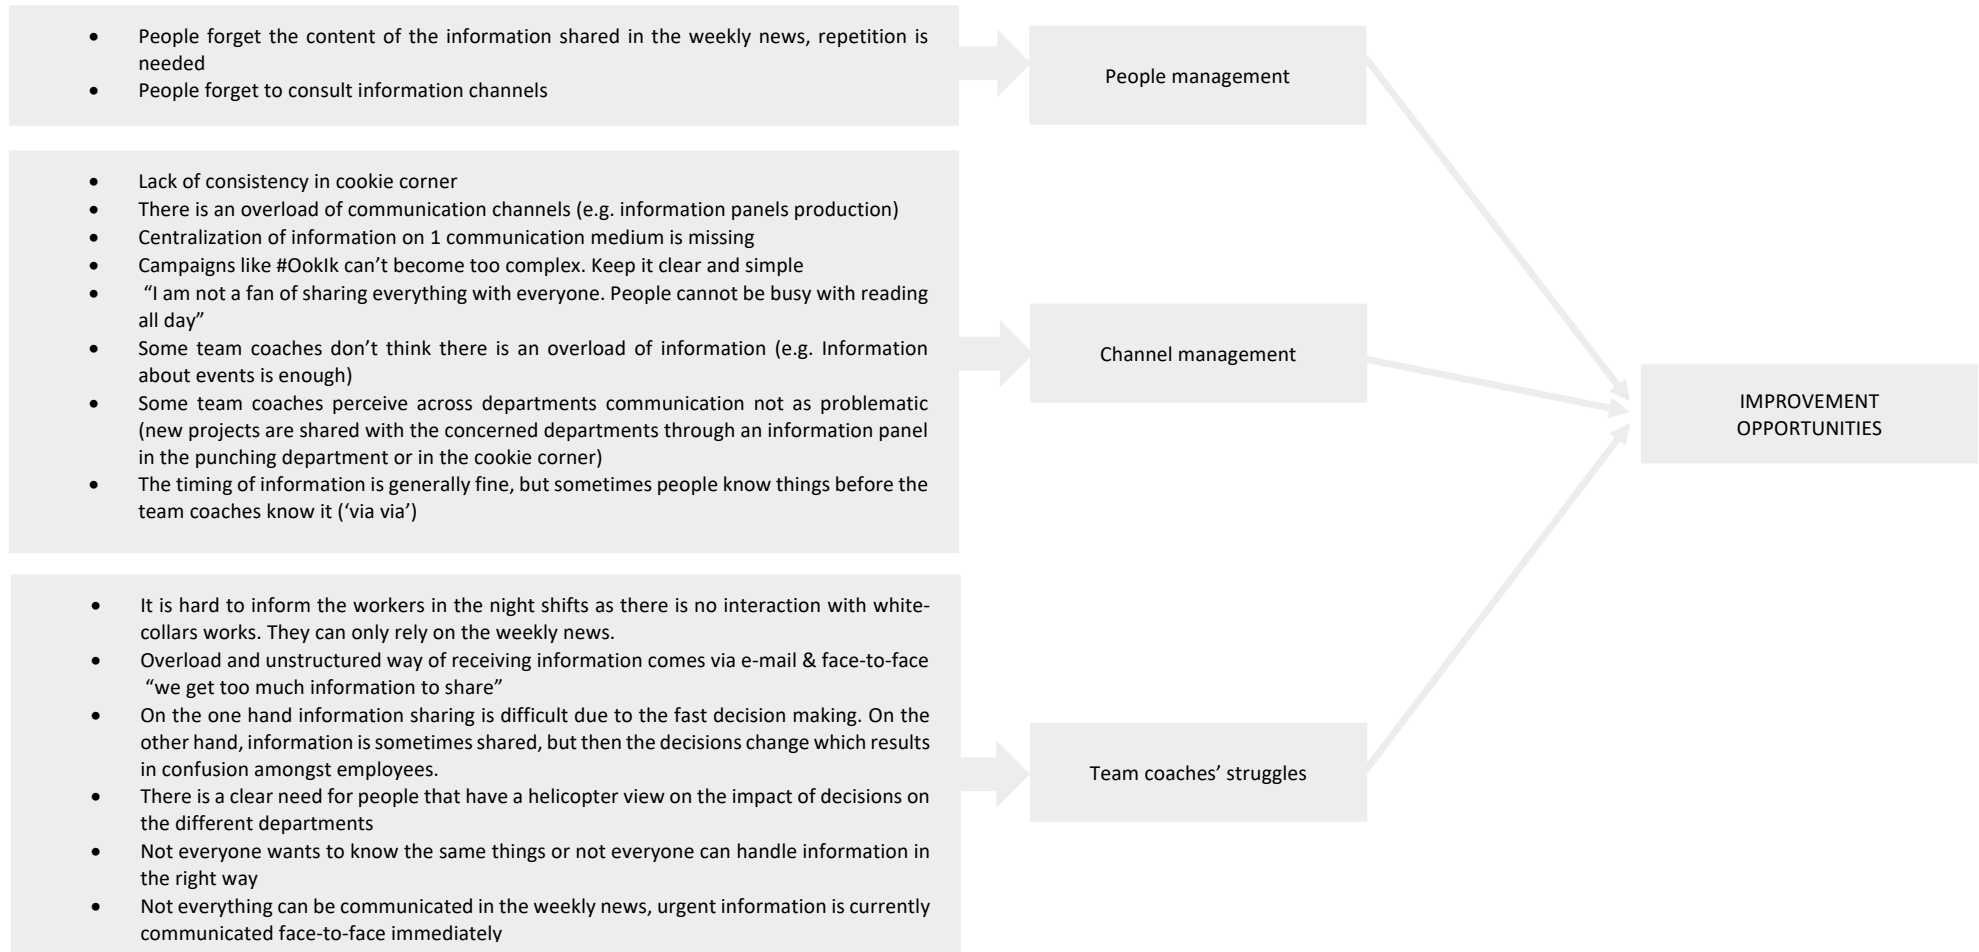 • People forget the content of the information shared in the weekly news, repetition is
needed
• People forget to consult information channels
People management
• Lack of consistency in cookie corner
• There is an overload of communication channels (e.g. information panels production)
• Centralization of information on 1 communication medium is missing
• Campaigns like #OokIk can’t become too complex. Keep it clear and simple
• “I am not a fan of sharing everything with everyone. People cannot be busy with reading
all day”
• Some team coaches don’t think there is an overload of information (e.g. Information
about events is enough)
• Some team coaches perceive across departments communication not as problematic
(new projects are shared with the concerned departments through an information panel
in the punching department or in the cookie corner)
• The timing of information is generally fine, but sometimes people know things before the
team coaches know it (‘via via’)
Channel management
IMPROVEMENT
OPPORTUNITIES
• It is hard to inform the workers in the night shifts as there is no interaction with white-
collars works. They can only rely on the weekly news.
• Overload and unstructured way of receiving information comes via e-mail & face-to-face
“we get too much information to share”
• On the one hand information sharing is difficult due to the fast decision making. On the
other hand, information is sometimes shared, but then the decisions change which results
in confusion amongst employees.
• There is a clear need for people that have a helicopter view on the impact of decisions on
the different departments
• Not everyone wants to know the same things or not everyone can handle information in
the right way
• Not everything can be communicated in the weekly news, urgent information is currently
communicated face-to-face immediately
Team coaches’ struggles